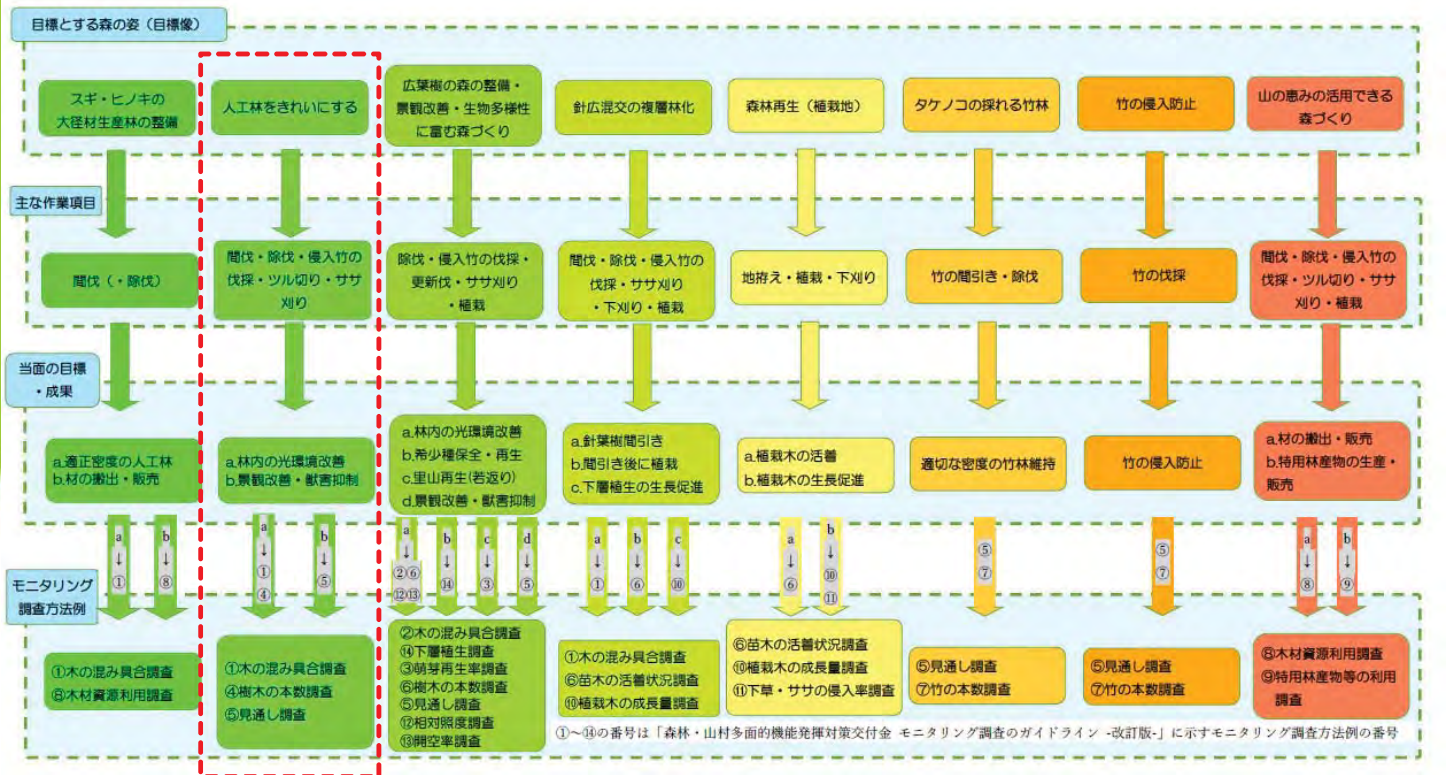 目標とする森の姿（目標像）
スギ・ヒノキの
大径材生産林の整備
人工林をきれいにする
広葉樹の森の整備・
景観改善・生物多様性
に富む森づくり
針広混交の複層林化
森林再生（植栽地）
タケノコの採れる竹林
竹の侵入防止
山の恵みの活用できる
森づくり
主な作業項目
間伐（・除伐）
間伐・除伐・侵入竹の
伐採・ツル切り・ササ
刈り
除伐・侵入竹の伐採・
更新伐・ササ刈り
・植栽
間伐・除伐・侵入竹の
伐採・ササ刈り
・下刈り・植栽
地拵え・植栽・下刈り
竹の間引き・除伐
竹の伐採
間伐・除伐・侵入竹の
伐採・ツル切り・ササ
刈り・植栽
当面の目標
・成果
a.適正密度の人工林
b.材の搬出・販売
a.林内の光環境改善
b.景観改善・獣害抑制
a.林内の光環境改善
b.希少種保全・再生
c.里山再生(若返り)
d.景観改善・獣害抑制
a.針葉樹間引き
b.間引き後に植栽
c.下層植生の生長促進
a.植栽木の活着
b.植栽木の生長促進
適切な密度の竹林維持
竹の侵入防止
a.材の搬出・販売
b.特用林産物の生産・
販売
a
↓
①
b
↓
⑧
a
↓
①
④
b
↓
⑤
a
↓
②⑥
⑫⑬
b
↓
⑭
c
↓
③
d
↓
⑤
a
↓
①
b
↓
⑥
c
↓
⑩
a
↓
⑥
b
↓
⑩
⑪
⑤
⑦
⑤
⑦
a
↓
⑧
b
↓
⑨
モニタリング
調査方法例
①木の混み具合調査
⑧木材資源利用調査
①木の混み具合調査
④樹木の本数調査
⑤見通し調査
②木の混み具合調査
⑭下層植生調査
③萌芽再生率調査
⑥樹木の本数調査
⑤見通し調査
⑫相対照度調査
⑬開空率調査
①木の混み具合調査
⑥苗木の活着状況調査
⑩植栽木の成長量調査
⑥苗木の活着状況調査
⑩植栽木の成長量調査
⑪下草・ササの侵入率調査
⑤見通し調査
⑦竹の本数調査
⑤見通し調査
⑦竹の本数調査
⑧木材資源利用調査
⑨特用林産物等の利用
調査
①～⑭の番号は「森林・山村多面的機能発揮対策交付金 モニタリング調査のガイドライン -改訂版-」に示すモニタリング調査方法例の番号